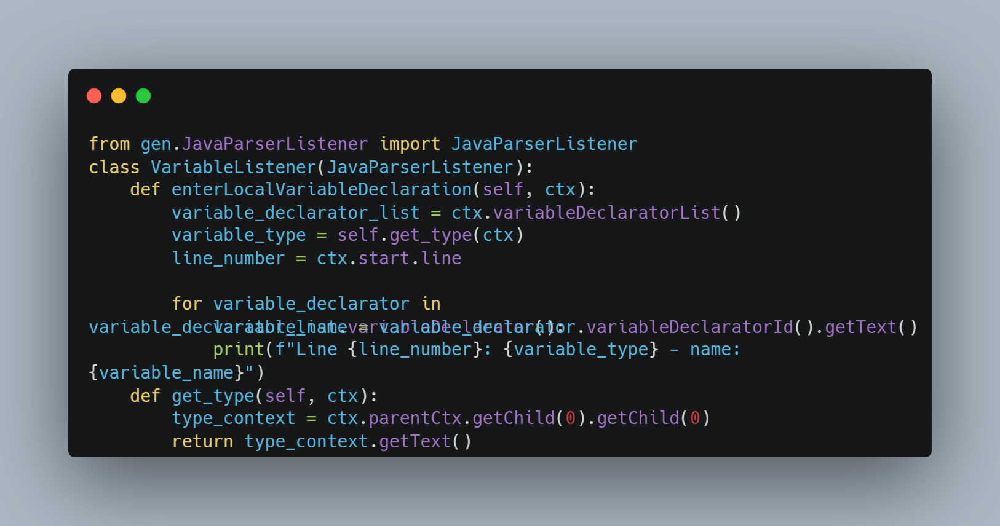 from gen.JavaParserListener import JavaParserListener
class VariableListener(JavaParserListener):
    def enterLocalVariableDeclaration(self, ctx):
        variable_declarator_list = ctx.variableDeclaratorList()
        variable_type = self.get_type(ctx)
        line_number = ctx.start.line
        for variable_declarator in
variable_declarator_list.variableDeclarator():
            variable_name = variable_declarator.variableDeclaratorId().getText()
            print(f"Line {line_number}: {variable_type} - name:
{variable_name}")
    def get_type(self, ctx):
        type_context = ctx.parentCtx.getChild(0).getChild(0)
        return type_context.getText()